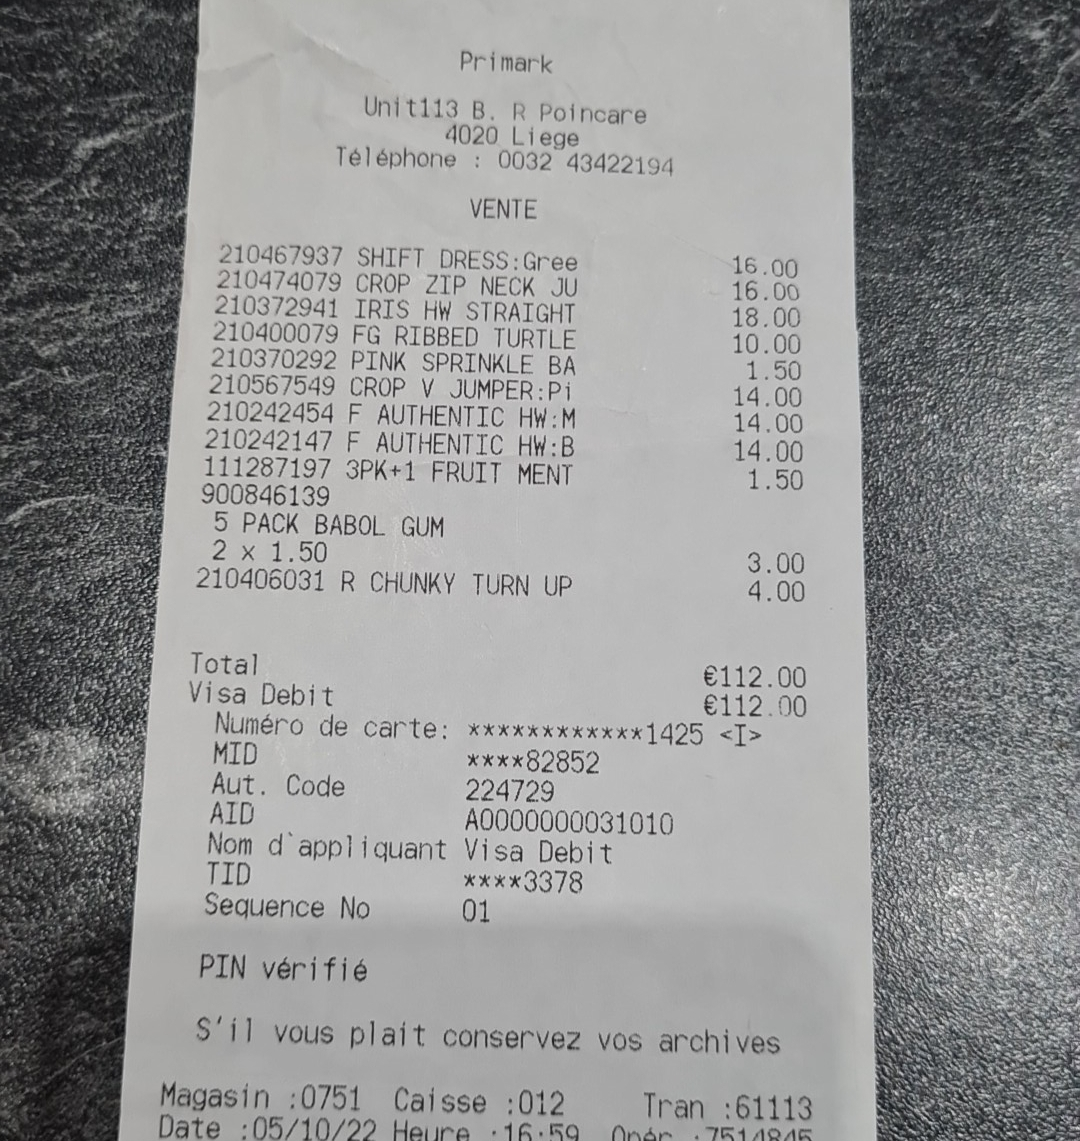 Primark
Unit113 B. R Poincare
4020 Liege
Téléphone : 0032 43422194
VENTE
210467937 SHIFT DRESS:Gree 16.00
210474079 CROP ZIP NECK JU 16.00
210372941 IRIS HW STRAIGHT 18.00
210400079 FG RIBBED TURTLE 10.00
210370292 PINK SPRINKLE BA 1.50
210567549 CROP V JUMPER:Pi 14.00
210242454 F AUTHENTIC HW:M 14.00
210242147 F AUTHENTIC HW:B 14.00
111287197 3PK+1 FRUIT MENT 1.50
900846139
5 PACK BABOL GUM
2 x 1.50 3.00
210406031 R CHUNKY TURN UP 4.00
Total €112.00
Visa Debit €112.00
Numéro de carte: ************1425 <I>
MID ****82852
Aut. Code 224729
AID A0000000031010
Nom d`appliquant Visa Debit
TID ****3378
Sequence No 01
PIN vérifié
S'il vous plait conservez vos archives
Magasin :0751 Caisse :012 Tran :61113
Date :05/10/22 Heure :16:59 Opér. :7514845